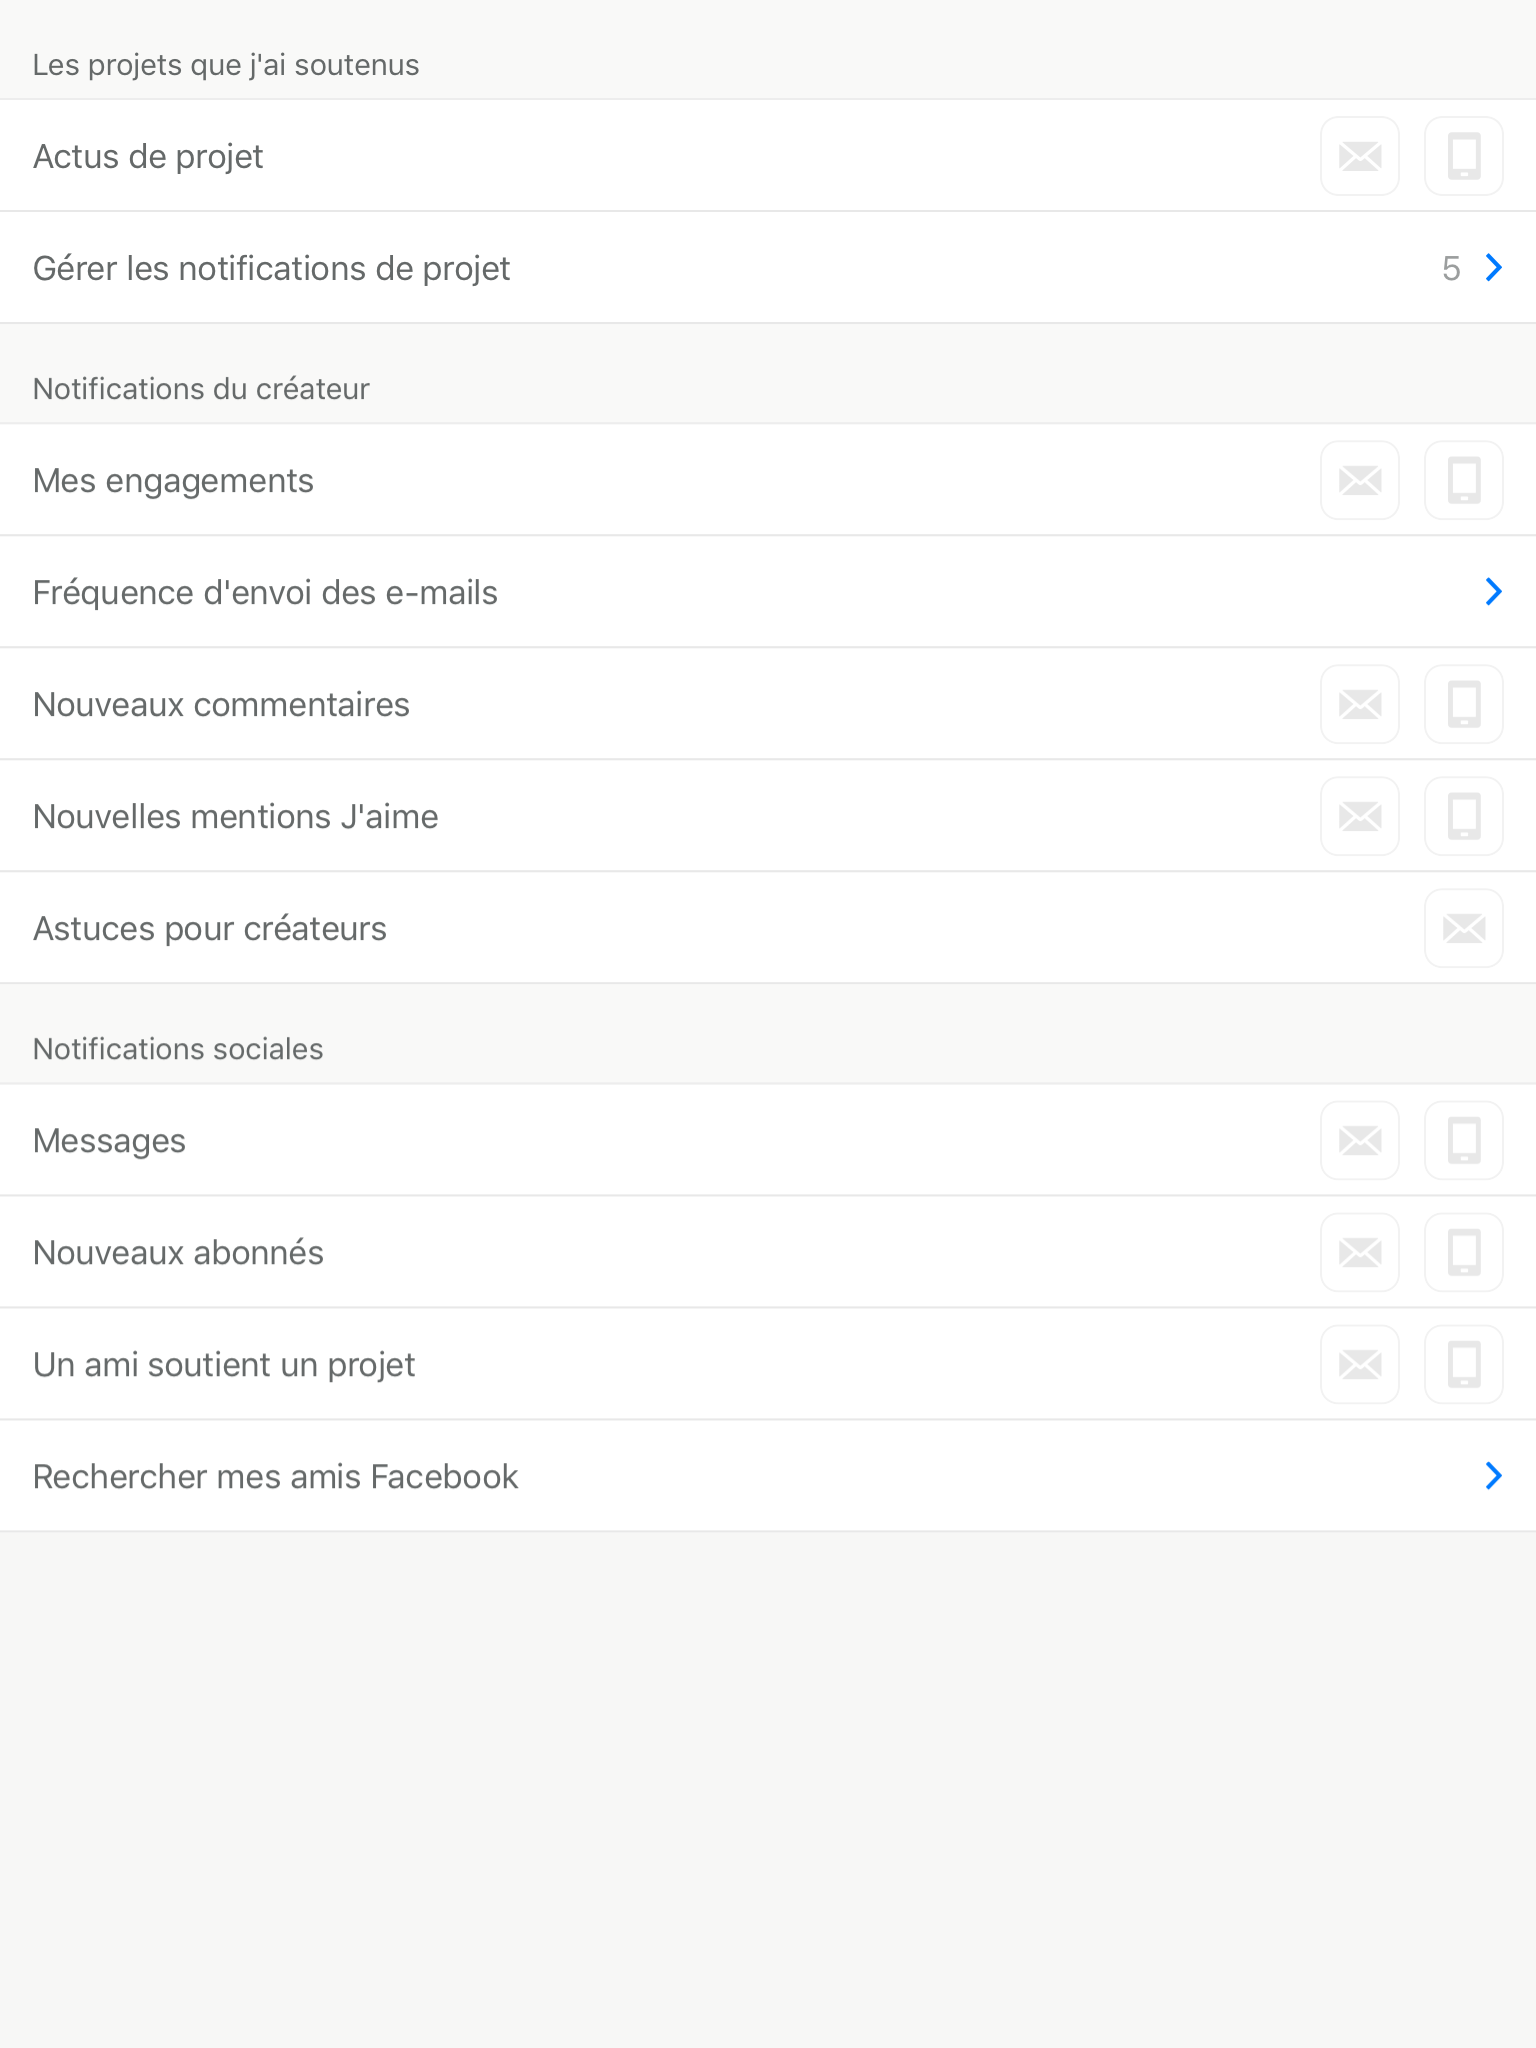 Les projets que j'ai soutenus
Actus de projet
Gérer les notifications de projet 5
Notifications du créateur
Mes engagements
Fréquence d'envoi des e-mails
Nouveaux commentaires
Nouvelles mentions J'aime
Astuces pour créateurs
Notifications sociales
Messages
Nouveaux abonnés
Un ami soutient un projet
Rechercher mes amis Facebook